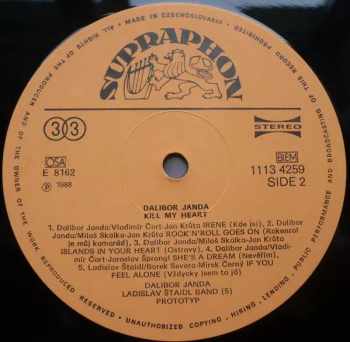 MADE IN CZECHOSLOVAKIA
ALL RIGHTS OF THE PRODUCER AND OF THE OWNER OF THE WORK REPRODUCED RESERVED • UNAUTHORIZED COPYING • HIRING • LENDING • PUBLIC PERFORMANCE AND BROADCASTING OF THIS RECORD PROHIBITED
SUPRAPHON
33
STEREO
OSA
E 8162
℗ 1988
BIEM
1113 4259
SIDE 2
DALIBOR JANDA
KILL MY HEART
1. Dalibor Janda/Vladimír Čort-Jan Krůta IRENE (Kde jsi), 2. Dalibor
Janda/Miloš Skalka-Jan Krůta ROCK'N'ROLL GOES ON (Rokenrol
je můj kamarád), 3. Dalibor Janda/Miloš Skalka-Jan Krůta
ISLANDS IN YOUR HEART (Ostrovy), 4. Dalibor Janda/Vladi-
mír Čort-Jaroslav Šprongl SHE'S A DREAM (Nevěřím),
5. Ladislav Štaidl/Borek Severa-Mirek Černý IF YOU
FEEL ALONE (Vždycky jsem to já)
DALIBOR JANDA
LADISLAV ŠTAIDL BAND (5)
PROTOTYP